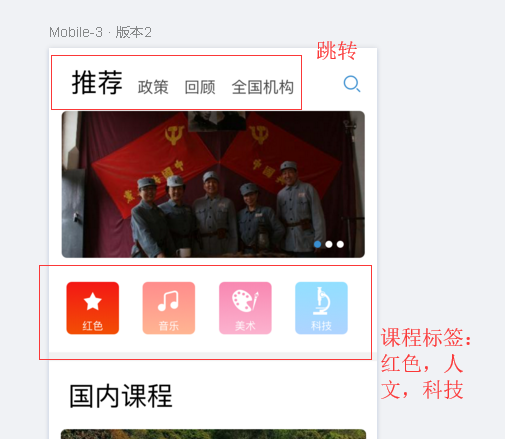 Mobile-3 · 版本2
跳转
推荐 政策 回顾 全国机构
红色 音乐 美术 科技
课程标签：
红色，人
文，科技
国内课程